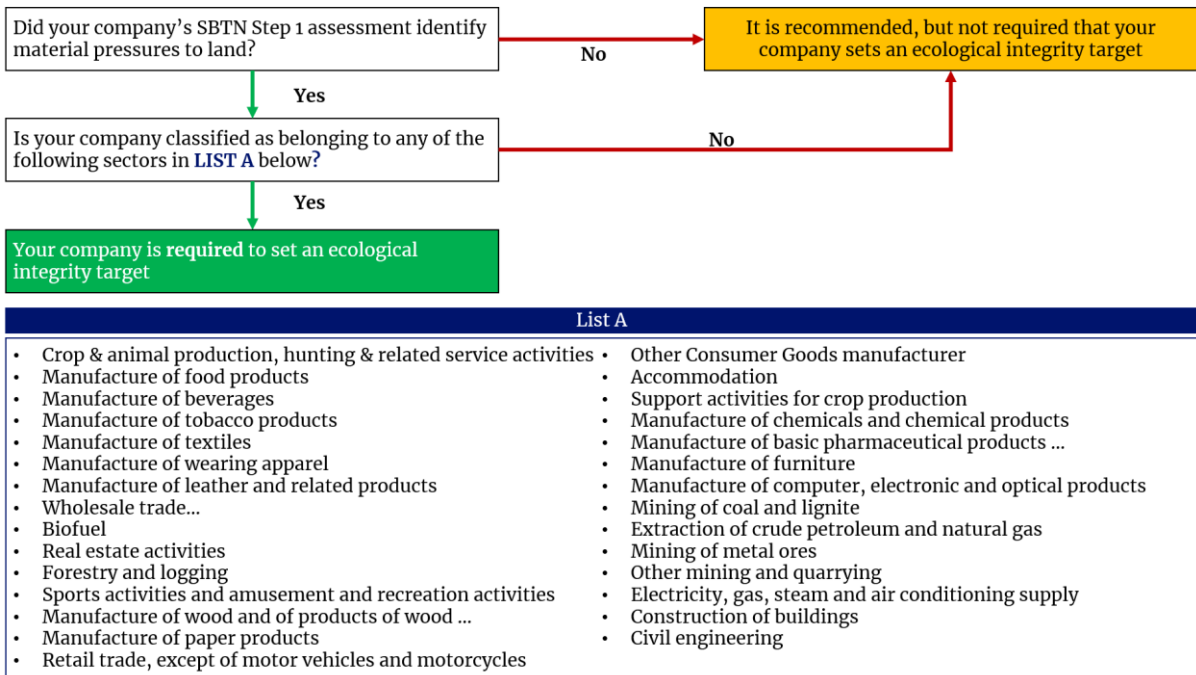 Did your company's SBTN Step 1 assessment identify
material pressures to land?
No
It is recommended, but not required that your
company sets an ecological integrity target
Yes
Is your company classified as belonging to any of the
following sectors in LIST A below?
No
Yes
Your company is required to set an ecological
integrity target
List A
• Crop & animal production, hunting & related service activities
• Manufacture of food products
• Manufacture of beverages
• Manufacture of tobacco products
• Manufacture of textiles
• Manufacture of wearing apparel
• Manufacture of leather and related products
• Wholesale trade...
• Biofuel
• Real estate activities
• Forestry and logging
• Sports activities and amusement and recreation activities
• Manufacture of wood and of products of wood ...
• Manufacture of paper products
• Retail trade, except of motor vehicles and motorcycles
• Other Consumer Goods manufacturer
• Accommodation
• Support activities for crop production
• Manufacture of chemicals and chemical products
• Manufacture of basic pharmaceutical products ...
• Manufacture of furniture
• Manufacture of computer, electronic and optical products
• Mining of coal and lignite
• Extraction of crude petroleum and natural gas
• Mining of metal ores
• Other mining and quarrying
• Electricity, gas, steam and air conditioning supply
• Construction of buildings
• Civil engineering